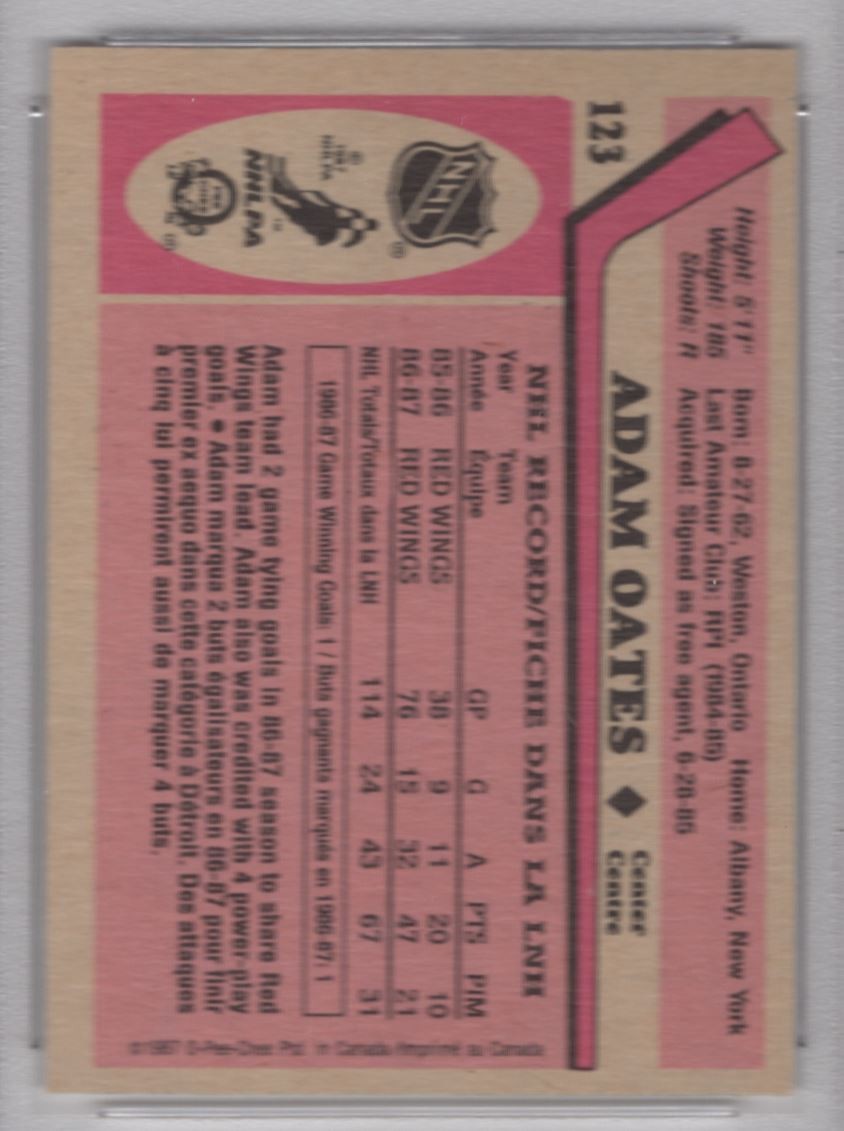 123
Height: 5'11" Born: 8-27-62, Weston, Ontario Home: Albany, New York
Weight: 185 Last Amateur Club: RPI (1984-85)
Shoots: R Acquired: Signed as free agent, 6-28-85
ADAM OATES ◆ Center
Centre
NHL RECORD/FICHE DANS LA LNH
Year Team
Année Équipe GP G A PTS PIM
85-86 RED WINGS 38 9 11 20 10
86-87 RED WINGS 76 15 32 47 21
NHL Totals/Totaux dans la LNH 114 24 43 67 31
1986-87 Game Winning Goals: 1 / Buts gagnants marqués en 1986-87: 1
Adam had 2 game tying goals in 86-87 season to share Red
Wings team lead. Adam also was credited with 4 power-play
goals. ● Adam marqua 2 buts égalisateurs en 86-87 pour finir
premier ex aequo dans cette catégorie à Détroit. Des attaques
à cinq lui permirent aussi de marquer 4 buts.
NHL ®
© 1987 NHLPA
NHLPA ™
©1987 O-Pee-Chee Ptd. in Canada/Imprimé au Canada